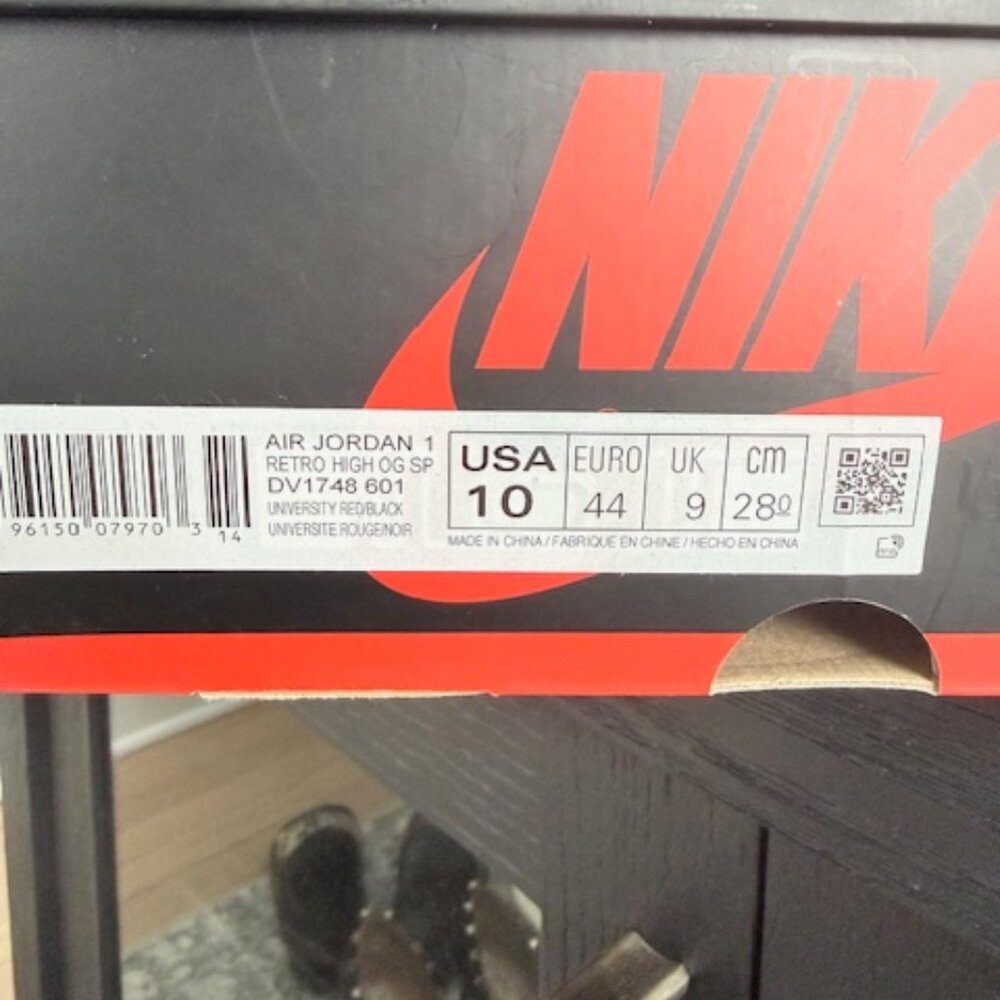 NIK
AIR JORDAN 1
RETRO HIGH OG SP
DV1748 601
UNIVERSITY RED/BLACK
UNIVERSITE ROUGE/NOIR
96150 07970 3 14
USA EURO UK CM
10 44 9 28.0
MADE IN CHINA / FABRIQUE EN CHINE / HECHO EN CHINA